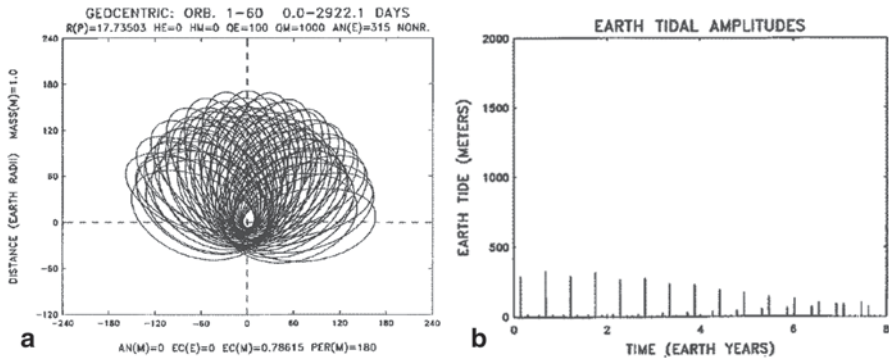 GEOCENTRIC: ORB. 1-60 0.0-2922.1 DAYS
R(P)=17.73503 HE=0 HM=0 QE=100 QM=1000 AN(E)=315 NONR.
DISTANCE (EARTH RADII) MASS(M)=1.0
240
180
120
60
0
-60
-120
-240 -180 -120 -60 0 60 120 180 240
AN(M)=0 EC(E)=0 EC(M)=0.78615 PER(M)=180
a
EARTH TIDAL AMPLITUDES
EARTH TIDE (METERS)
2000
1500
1000
500
0
0 2 4 6 8
TIME (EARTH YEARS)
b